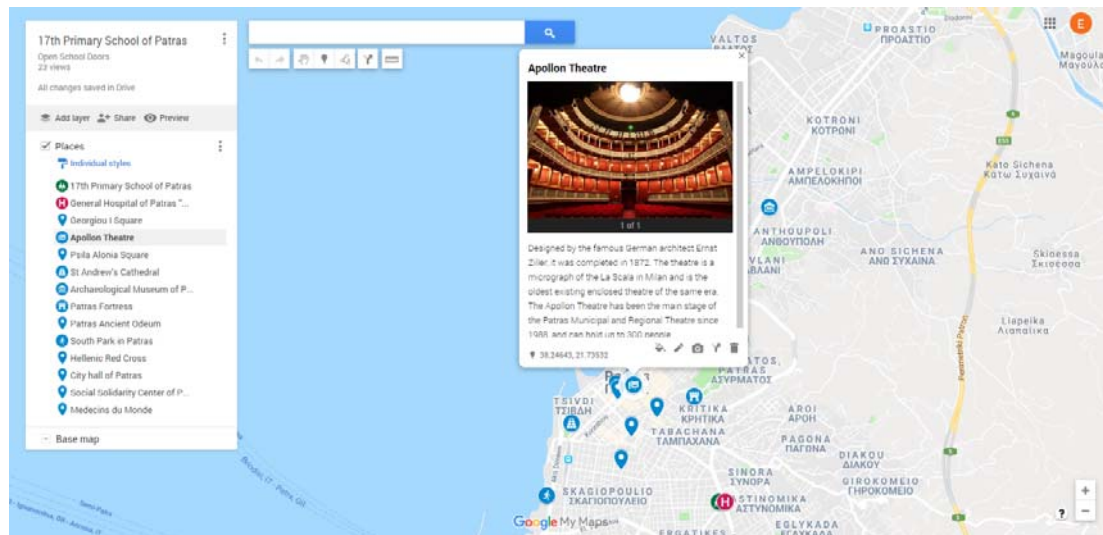 17th Primary School of Patras
Open School Doors
23 views
All changes saved in Drive
Add layer Share Preview
Places
Individual styles
17th Primary School of Patras
General Hospital of Patras "...
Georgiou I Square
Apollon Theatre
Psila Alonia Square
St Andrew's Cathedral
Archaeological Museum of P...
Patras Fortress
Patras Ancient Odeum
South Park in Patras
Hellenic Red Cross
City hall of Patras
Social Solidarity Center of P...
Medecins du Monde
Base map
Apollon Theatre
1 of 1
Designed by the famous German architect Ernst
Ziller, it was completed in 1872. The theatre is a
micrograph of the La Scala in Milan and is the
oldest existing enclosed theatre of the same era.
The Apollon Theatre has been the main stage of
the Patras Municipal and Regional Theatre since
1988, and can hold up to 300 people
38.24643, 21.73532
E
VALTOS
PROASTIO
ΠΡΟΑΣΤΙΟ
Magoula
Μαγούλα
KOTRONI
ΚΟΤΡΩΝΙ
Kato Sichena
Κάτω Συχαινά
AMPELOKIPI
ΑΜΠΕΛΟΚΗΠΟΙ
ANTHOUPOLI
ΑΝΘΟΥΠΟΛΗ
VLANI
ΒΛΑΝΙ
ANO SICHENA
ΑΝΩ ΣΥΧΑΙΝΑ
Skioessa
Σκιόεσσα
Liapeika
Λιαπαίικα
TSIVDI
ΤΣΙΒΔΗ
KRITIKA
ΚΡΗΤΙΚΑ
AROI
ΑΡΟΗ
TABACHANA
ΤΑΜΠΑΧΑΝΑ
PAGONA
ΠΑΓΩΝΑ
DIAKOU
ΔΙΑΚΟΥ
SINORA
ΣΥΝΟΡΑ
GIROKOMEIO
ΓΗΡΟΚΟΜΕΙΟ
SKAGIOPOULIO
ΣΚΑΓΙΟΠΟΥΛΕΙΟ
ASTINOMIKA
ΑΣΤΥΝΟΜΙΚΑ
EGLYKADA
ERGATIKES
Google My Maps